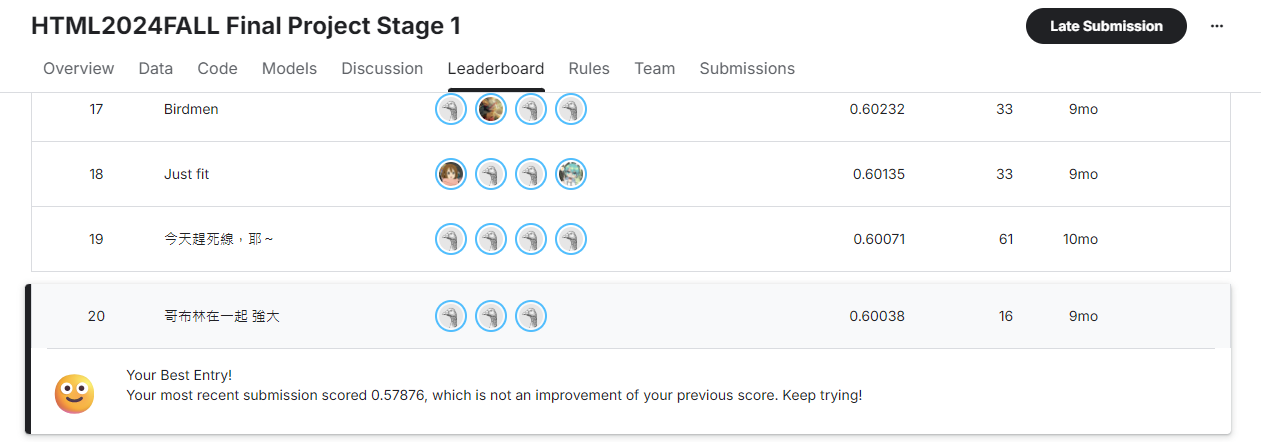 HTML2024FALL Final Project Stage 1
Late Submission
Overview Data Code Models Discussion Leaderboard Rules Team Submissions
17 Birdmen 0.60232 33 9mo
18 Just fit 0.60135 33 9mo
19 今天趕死線，耶～ 0.60071 61 10mo
20 哥布林在一起 強大 0.60038 16 9mo
Your Best Entry!
Your most recent submission scored 0.57876, which is not an improvement of your previous score. Keep trying!